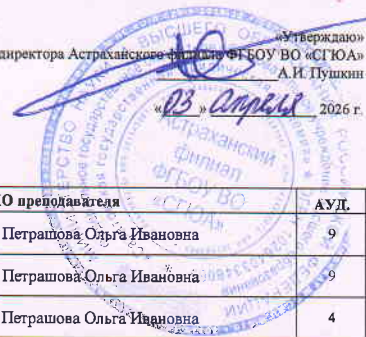 «Утверждаю»
директора Астраханского филиала ФГБОУ ВО «СГЮА»
А.И. Пушкин
«03» апреля 2026 г.
Астраханский
филиал
ФГБОУ ВО
«СГЮА»
О преподавателя АУД.
Петрашова Ольга Ивановна 9
Петрашова Ольга Ивановна 9
Петрашова Ольга Ивановна 4